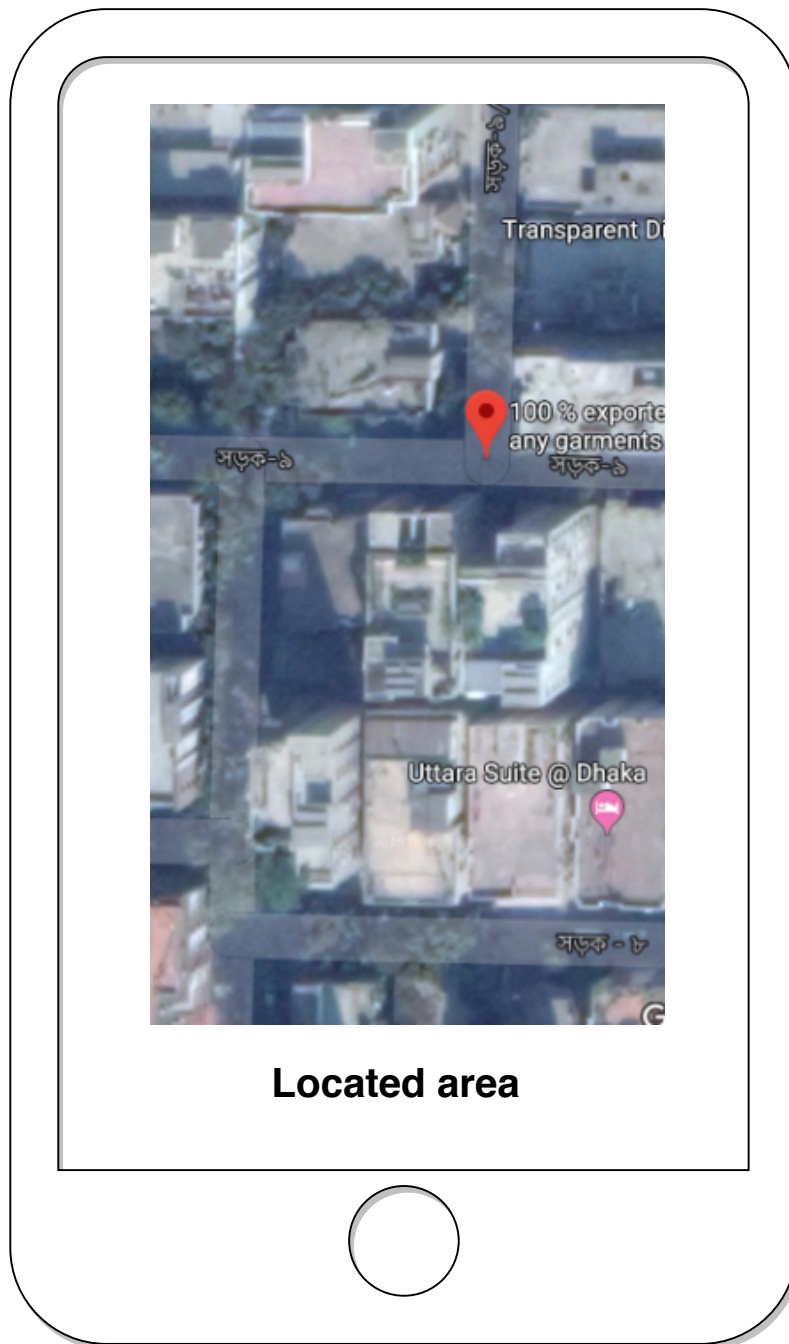 Transparent Di
100 % exporte
any garments
সড়ক-৯
সড়ক-৯
Uttara Suite @ Dhaka
সড়ক - ৮
G
Located area